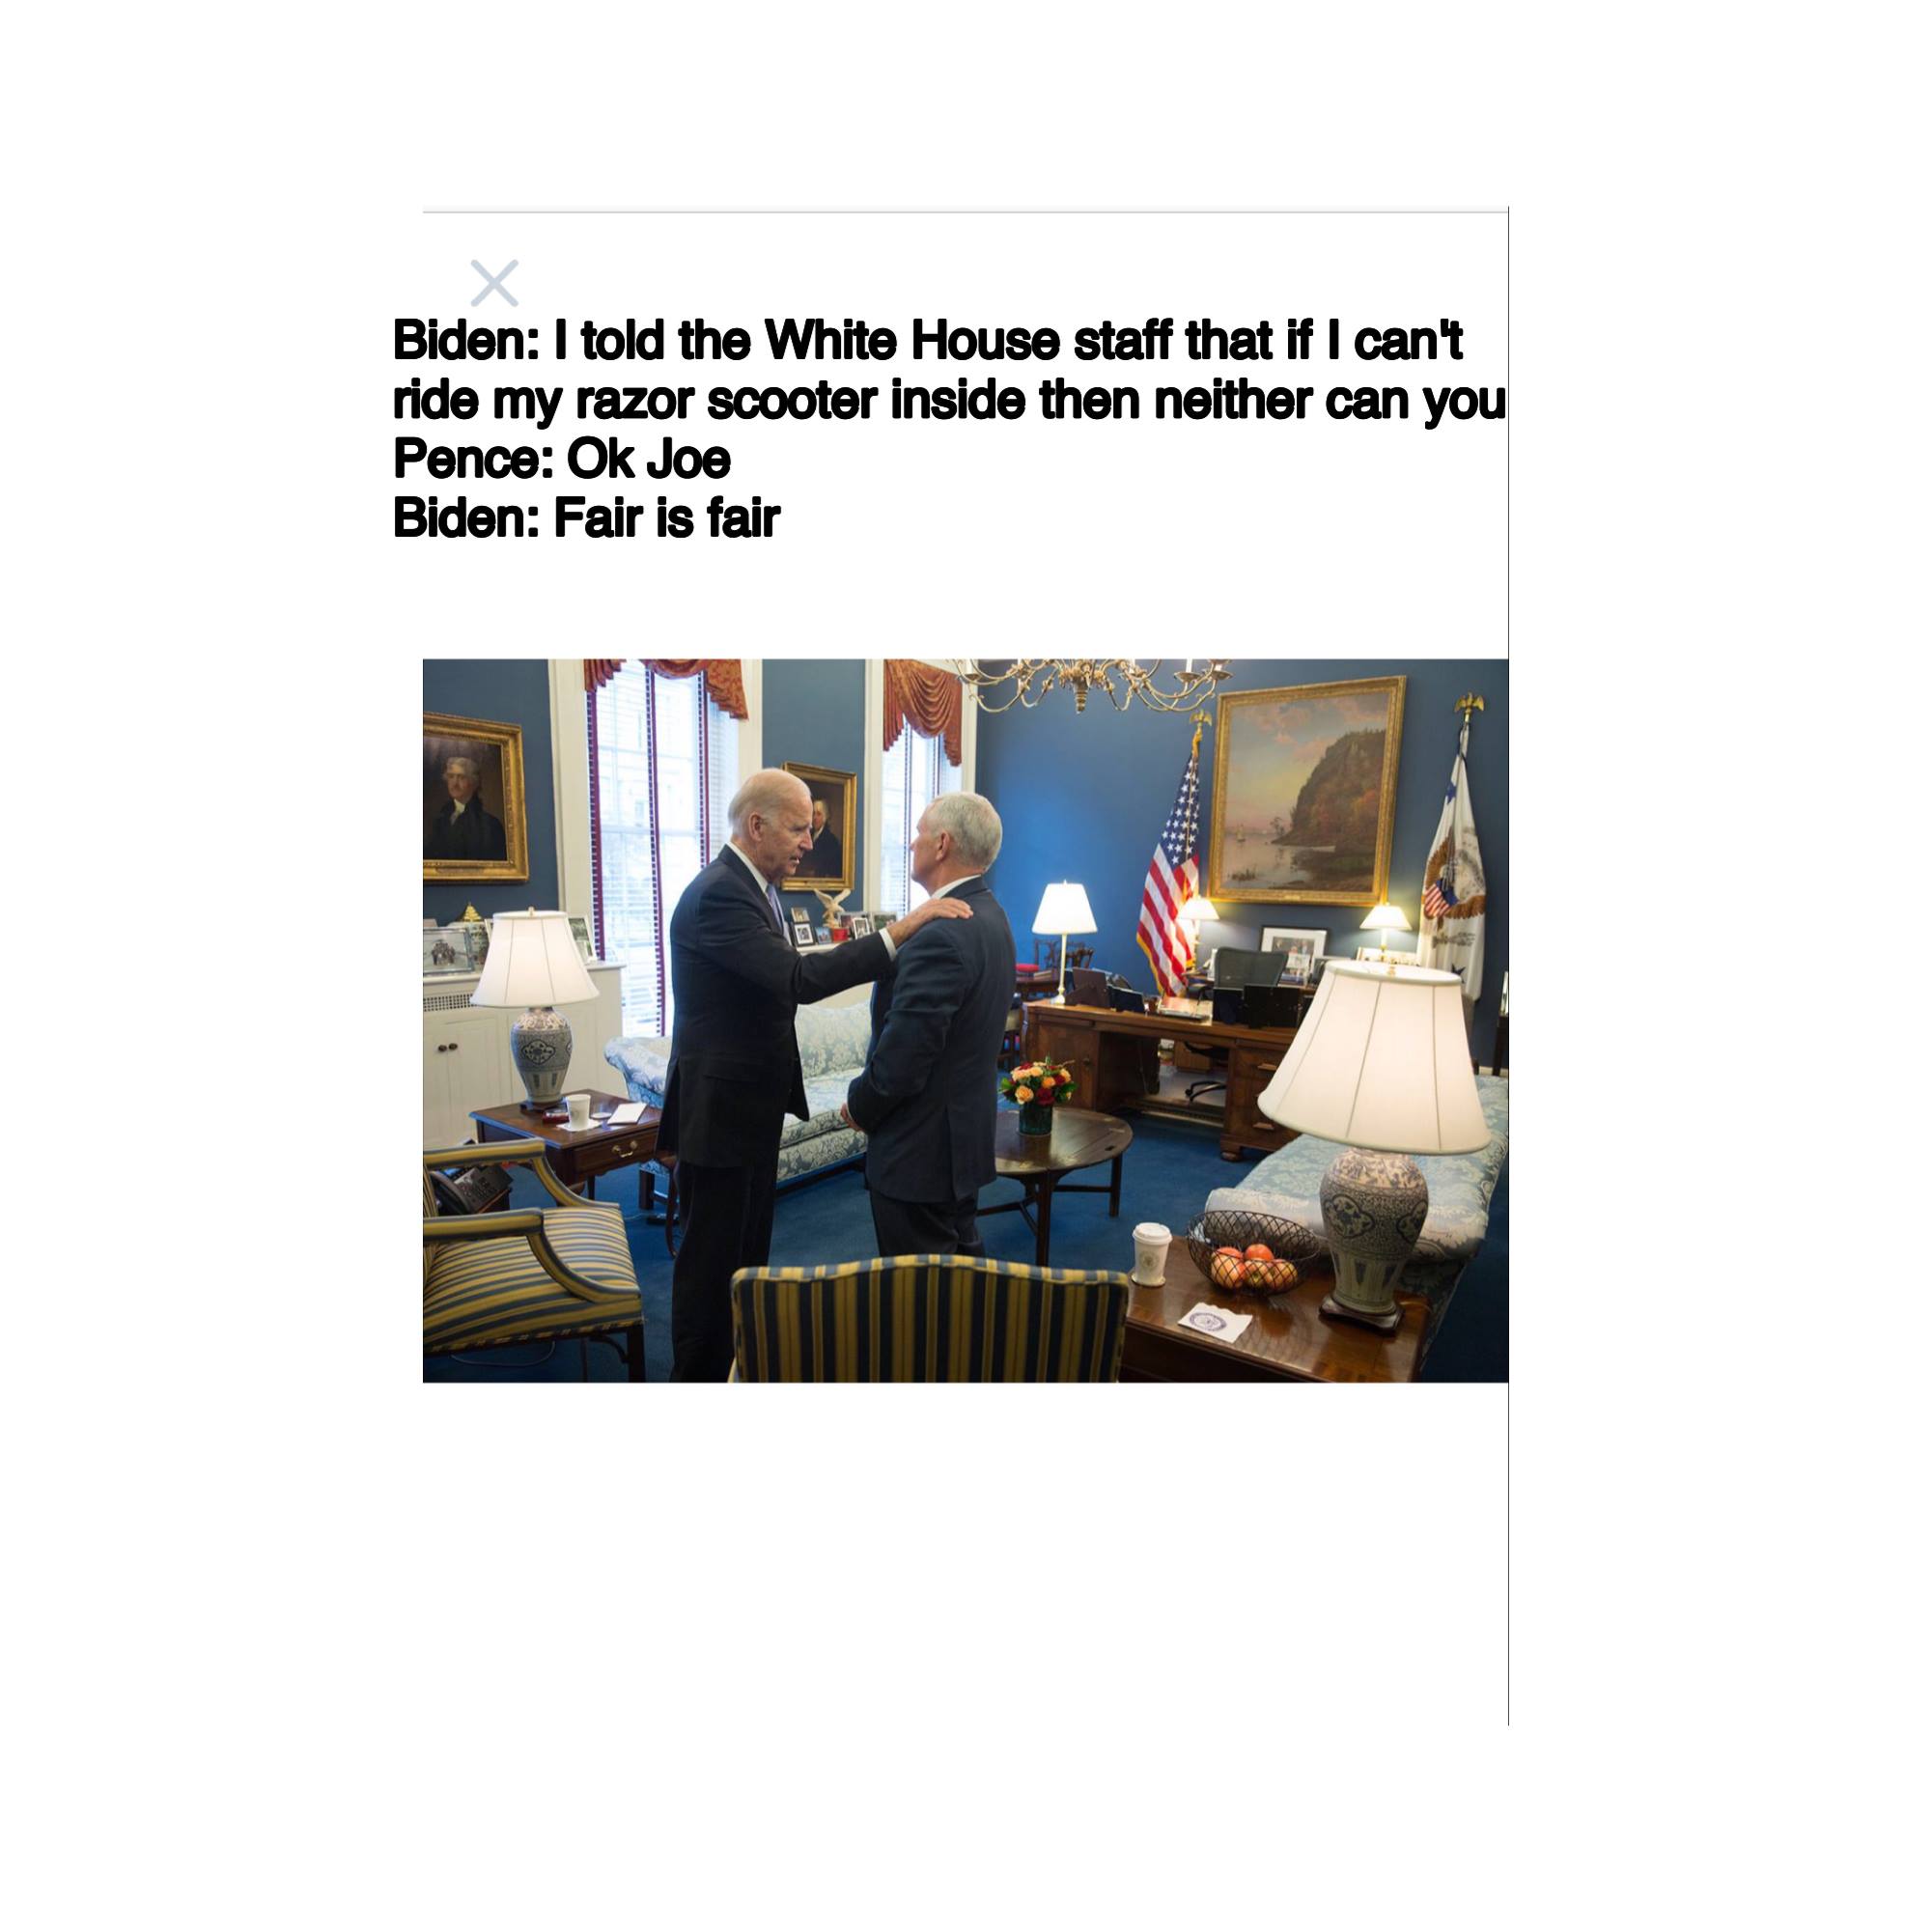 Biden: I told the White House staff that if I can't
ride my razor scooter inside then neither can you
Pence: Ok Joe
Biden: Fair is fair